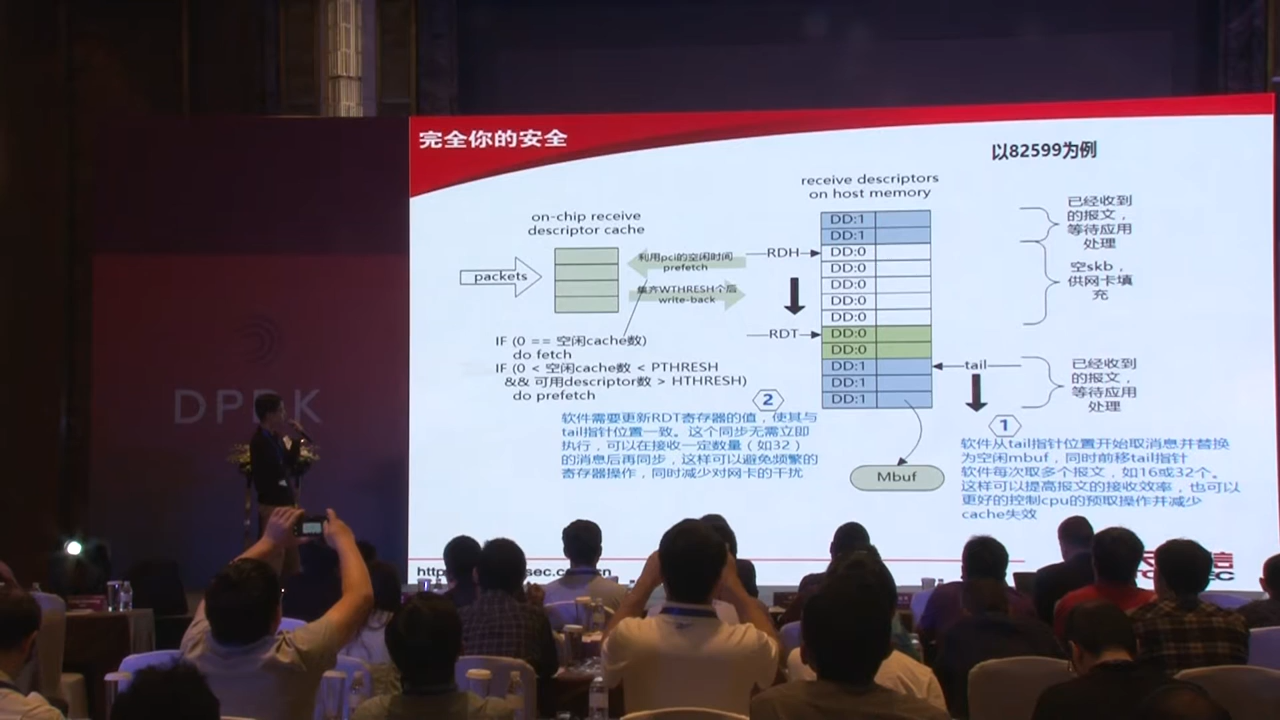 完全你的安全
以82599为例
receive descriptors
on host memory
on-chip receive
descriptor cache
packets
利用pci的空闲时间
prefetch
集齐WTHRESH个后
write-back
RDH
RDT
DD:1
DD:1
DD:0
DD:0
DD:0
DD:0
DD:0
DD:0
DD:0
DD:1
DD:1
DD:1
tail
已经收到
的报文，
等待应用
处理
空skb，
供网卡填
充
已经收到
的报文，
等待应用
处理
IF (0 == 空闲cache数)
do fetch
IF (0 < 空闲cache数 < PTHRESH
&& 可用descriptor数 > HTHRESH)
do prefetch
2
软件需要更新RDT寄存器的值，使其与
tail指针位置一致。这个同步无需立即
执行，可以在接收一定数量（如32）
的消息后再同步，这样可以避免频繁的
寄存器操作，同时减少对网卡的干扰
Mbuf
1
软件从tail指针位置开始取消息并替换
为空闲mbuf，同时前移tail指针
软件每次取多个报文，如16或32个。
这样可以提高报文的接收效率，也可以
更好的控制cpu的预取操作并减少
cache失效
DPDK